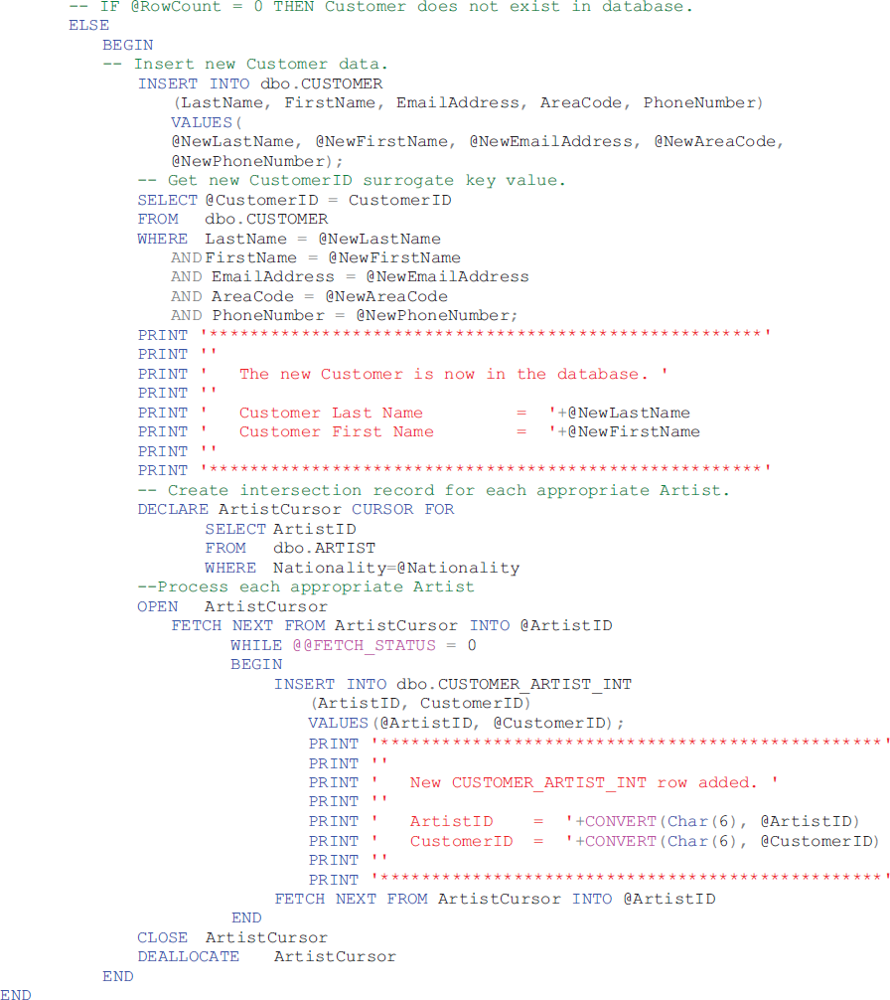 -- IF @RowCount = 0 THEN Customer does not exist in database.
ELSE
BEGIN
-- Insert new Customer data.
INSERT INTO dbo.CUSTOMER
(LastName, FirstName, EmailAddress, AreaCode, PhoneNumber)
VALUES(
@NewLastName, @NewFirstName, @NewEmailAddress, @NewAreaCode,
@NewPhoneNumber);
-- Get new CustomerID surrogate key value.
SELECT @CustomerID = CustomerID
FROM dbo.CUSTOMER
WHERE LastName = @NewLastName
AND FirstName = @NewFirstName
AND EmailAddress = @NewEmailAddress
AND AreaCode = @NewAreaCode
AND PhoneNumber = @NewPhoneNumber;
PRINT '******************************************************'
PRINT ''
PRINT '   The new Customer is now in the database. '
PRINT ''
PRINT '   Customer Last Name         =  '+@NewLastName
PRINT '   Customer First Name        =  '+@NewFirstName
PRINT ''
PRINT '******************************************************'
-- Create intersection record for each appropriate Artist.
DECLARE ArtistCursor CURSOR FOR
SELECT ArtistID
FROM dbo.ARTIST
WHERE Nationality=@Nationality
--Process each appropriate Artist
OPEN ArtistCursor
FETCH NEXT FROM ArtistCursor INTO @ArtistID
WHILE @@FETCH_STATUS = 0
BEGIN
INSERT INTO dbo.CUSTOMER_ARTIST_INT
(ArtistID, CustomerID)
VALUES(@ArtistID, @CustomerID);
PRINT '*************************************************'
PRINT ''
PRINT '   New CUSTOMER_ARTIST_INT row added. '
PRINT ''
PRINT '   ArtistID    =  '+CONVERT(Char(6), @ArtistID)
PRINT '   CustomerID  =  '+CONVERT(Char(6), @CustomerID)
PRINT ''
PRINT '*************************************************'
FETCH NEXT FROM ArtistCursor INTO @ArtistID
END
CLOSE ArtistCursor
DEALLOCATE ArtistCursor
END
END